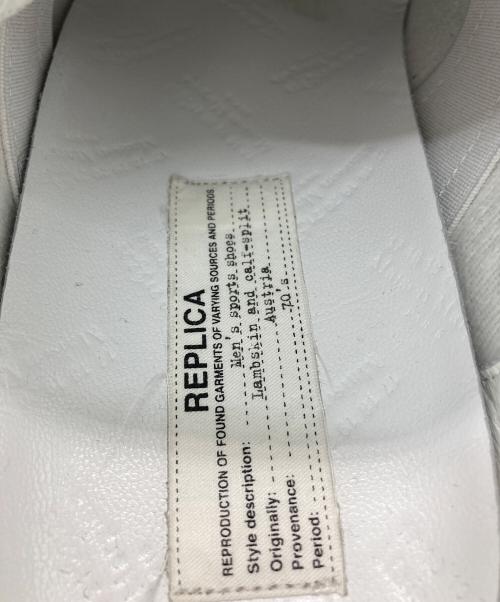 REPLICA
REPRODUCTION OF FOUND GARMENTS OF VARYING SOURCES AND PERIODS
Style description: Men's sports shoes
Originally: Lambskin and calf-split
Provenance: Austria
Period: 70's